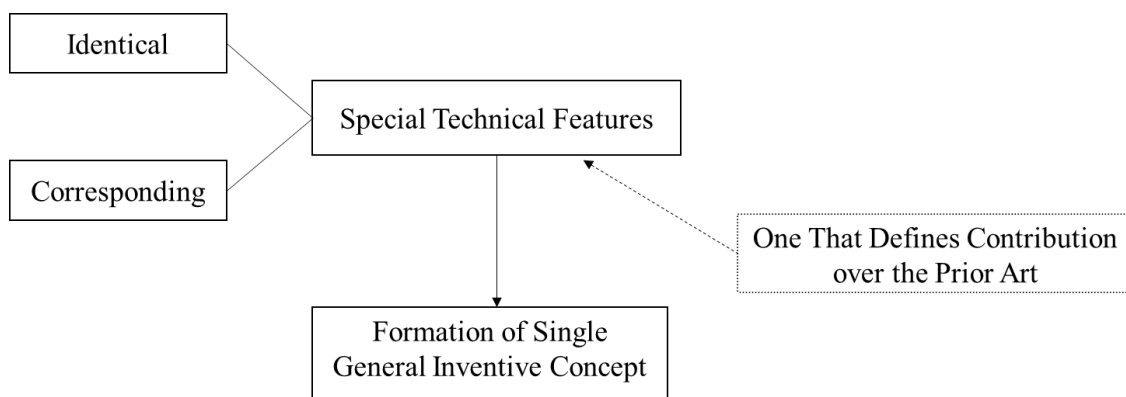 Identical
Special Technical Features
Corresponding
One That Defines Contribution
over the Prior Art
Formation of Single
General Inventive Concept